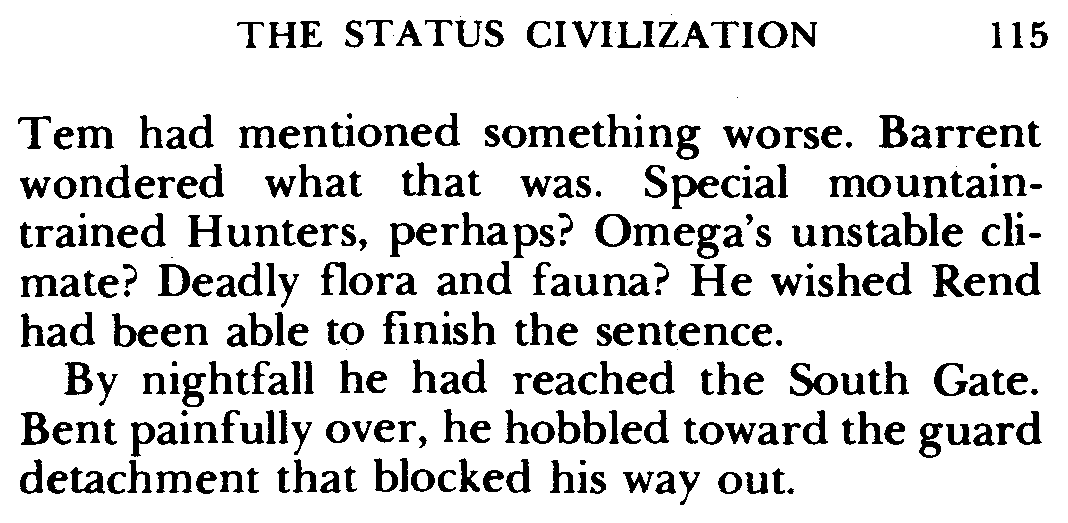 THE STATUS CIVILIZATION 115
Tem had mentioned something worse. Barrent
wondered what that was. Special mountain-
trained Hunters, perhaps? Omega's unstable cli-
mate? Deadly flora and fauna? He wished Rend
had been able to finish the sentence.
By nightfall he had reached the South Gate.
Bent painfully over, he hobbled toward the guard
detachment that blocked his way out.